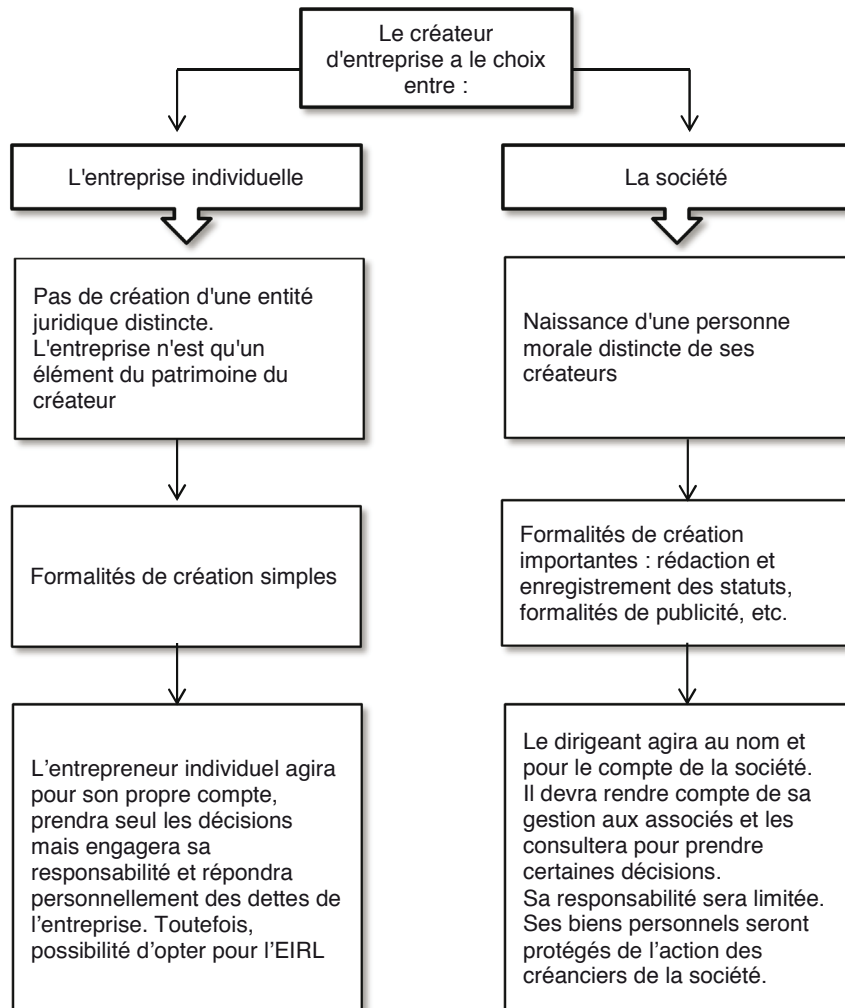 Le créateur
d'entreprise a le choix
entre :
L'entreprise individuelle
La société
Pas de création d'une entité
juridique distincte.
L'entreprise n'est qu'un
élément du patrimoine du
créateur
Naissance d'une personne
morale distincte de ses
créateurs
Formalités de création simples
Formalités de création
importantes : rédaction et
enregistrement des statuts,
formalités de publicité, etc.
L’entrepreneur individuel agira
pour son propre compte,
prendra seul les décisions
mais engagera sa
responsabilité et répondra
personnellement des dettes de
l’entreprise. Toutefois,
possibilité d’opter pour l’EIRL
Le dirigeant agira au nom et
pour le compte de la société.
Il devra rendre compte de sa
gestion aux associés et les
consultera pour prendre
certaines décisions.
Sa responsabilité sera limitée.
Ses biens personnels seront
protégés de l’action des
créanciers de la société.